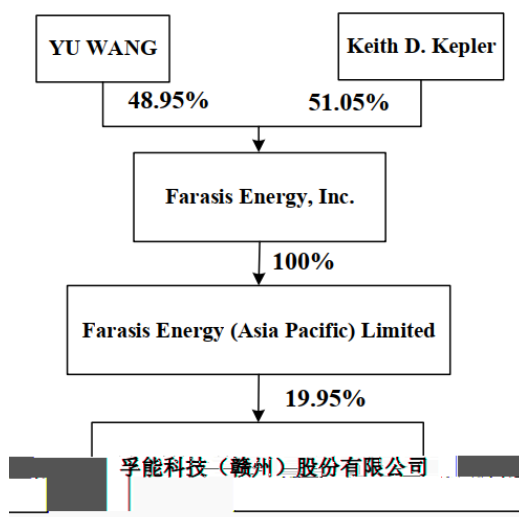 YU WANG
Keith D. Kepler
48.95%
51.05%
Farasis Energy, Inc.
100%
Farasis Energy (Asia Pacific) Limited
19.95%
孚能科技（赣州）股份有限公司